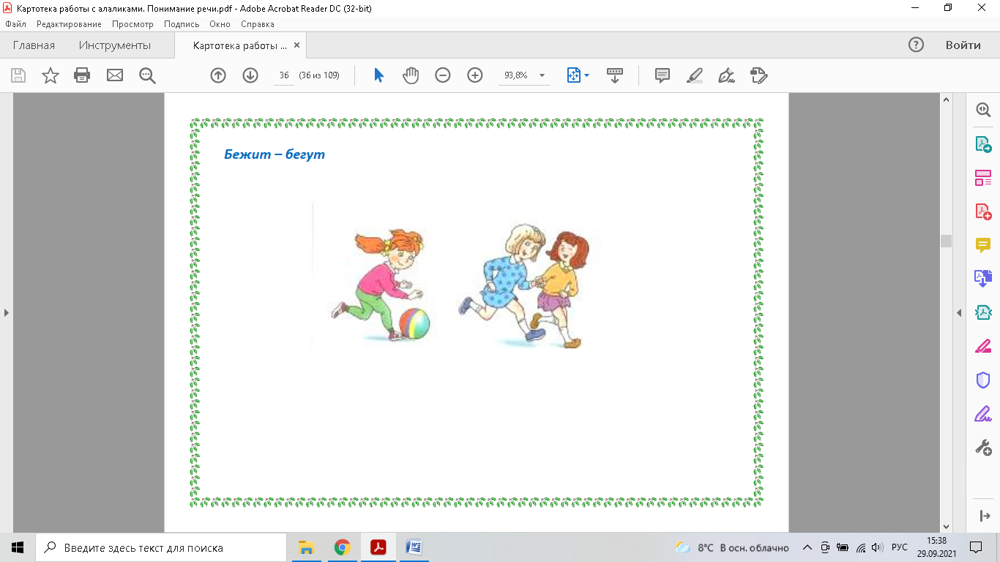 Картотека работы с алаликами. Понимание речи.pdf - Adobe Acrobat Reader DC (32-bit)
Файл Редактирование Просмотр Подпись Окно Справка
Главная Инструменты Картотека работы ... × Войти
36 (36 из 109) 93,8%
Бежит – бегут
Введите здесь текст для поиска 8°C В осн. облачно РУС 15:38
29.09.2021